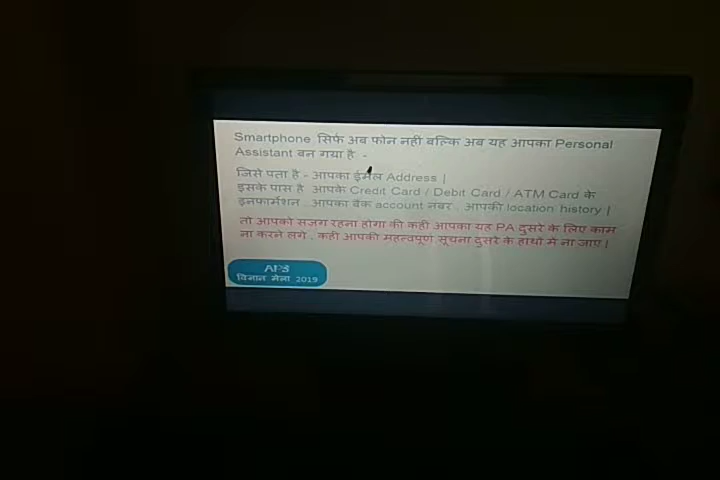 Smartphone सिर्फ अब फोन नहीं बल्कि अब यह आपका Personal
Assistant बन गया है -
जिसे पता है - आपका ईमेल Address |
इसके पास है आपके Credit Card / Debit Card / ATM Card के
इनफार्मेशन , आपका बैंक account नंबर , आपकी location history |
तो आपको सजग रहना होगा की कही आपका यह PA दुसरे के लिए काम
ना करने लगे , कही आपकी महत्वपूर्ण सूचना दुसरे के हाथो में ना जाए |
विज्ञान मेला 2019